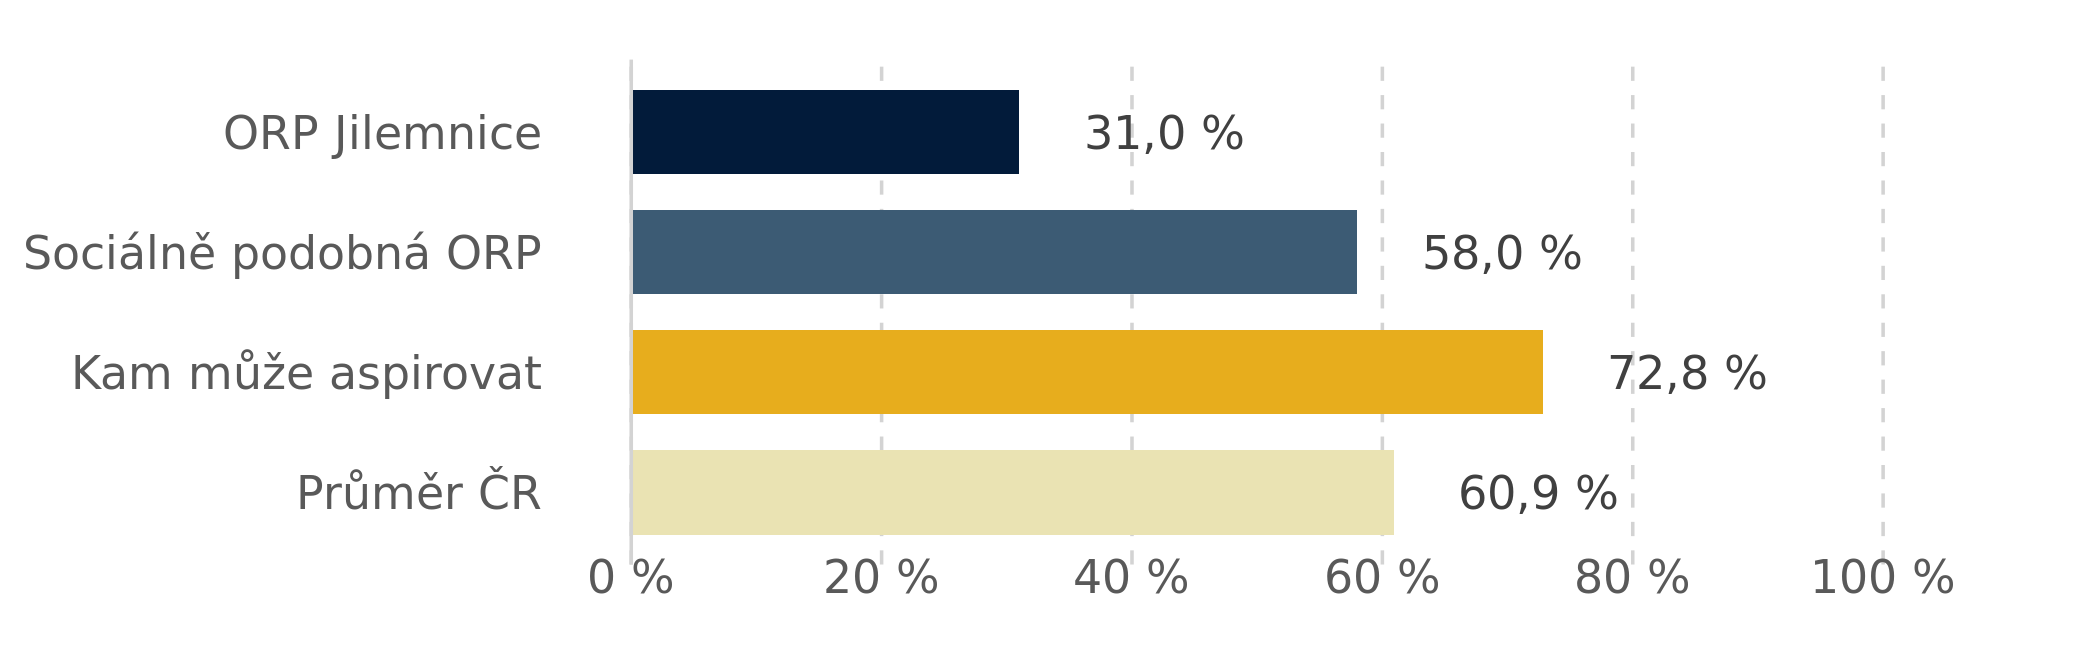 ORP Jilemnice
31,0 %
Sociálně podobná ORP
58,0 %
Kam může aspirovat
72,8 %
Průměr ČR
60,9 %
0 % 20 % 40 % 60 % 80 % 100 %